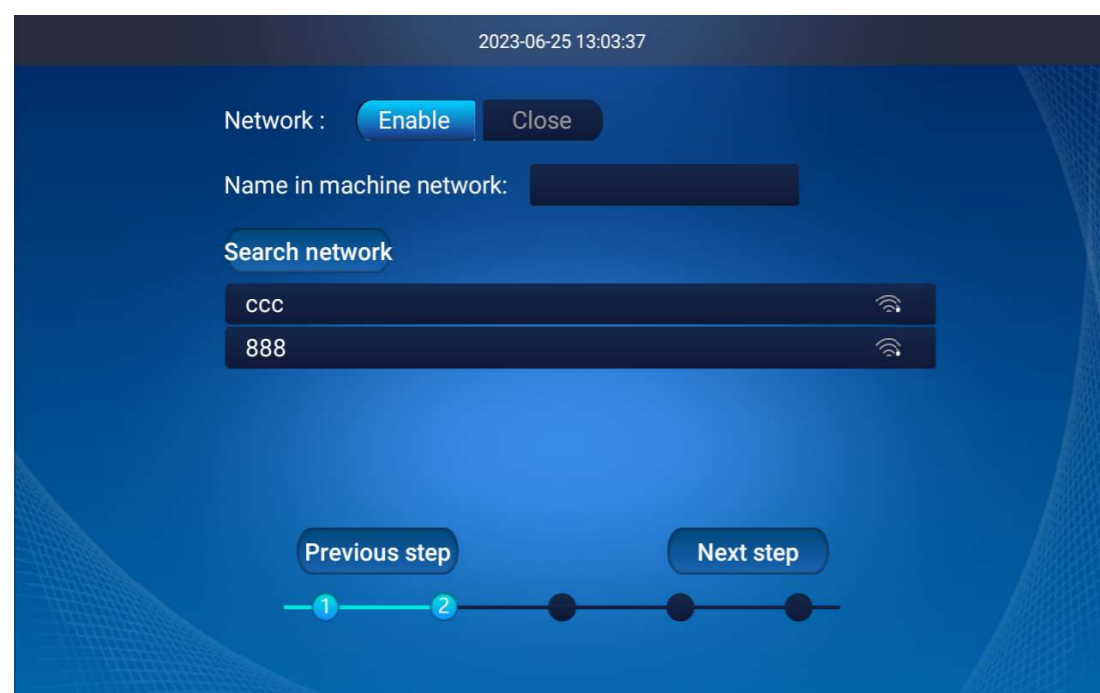 2023-06-25 13:03:37
Network : Enable Close
Name in machine network:
Search network
ccc
888
Previous step Next step
1 2